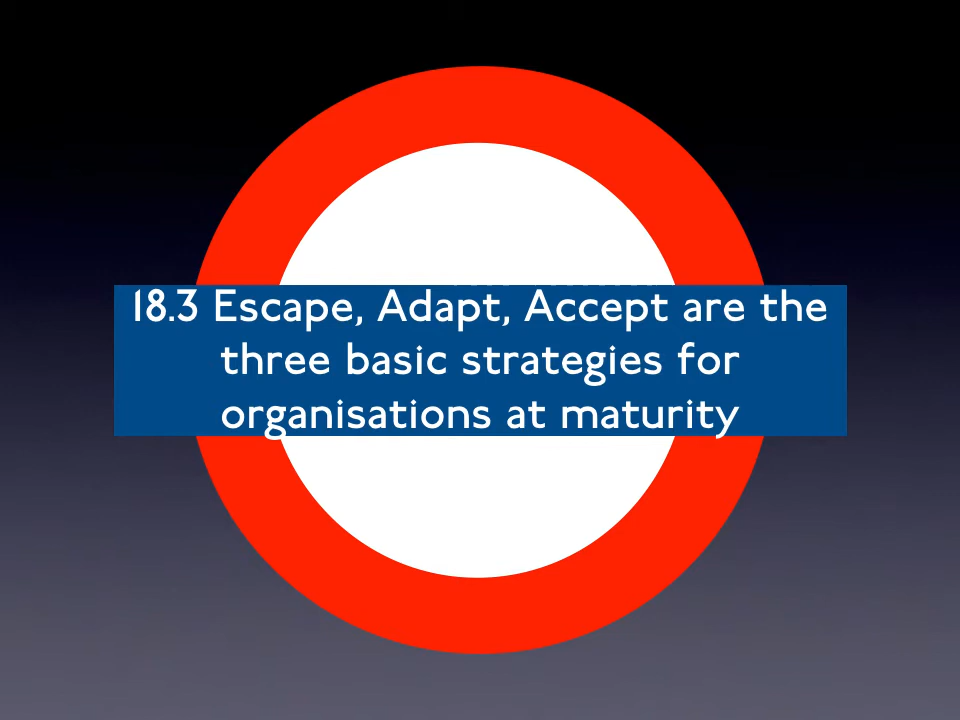 18.3 Escape, Adapt, Accept are the
three basic strategies for
organisations at maturity